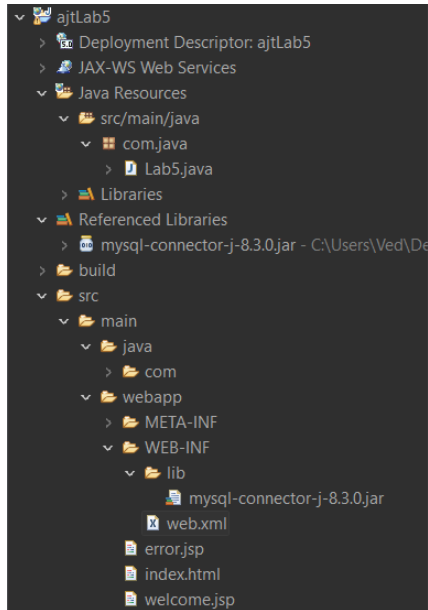 ajtLab5
Deployment Descriptor: ajtLab5
JAX-WS Web Services
Java Resources
src/main/java
com.java
Lab5.java
Libraries
Referenced Libraries
mysql-connector-j-8.3.0.jar - C:\Users\Ved\De
build
src
main
java
com
webapp
META-INF
WEB-INF
lib
mysql-connector-j-8.3.0.jar
web.xml
error.jsp
index.html
welcome.jsp